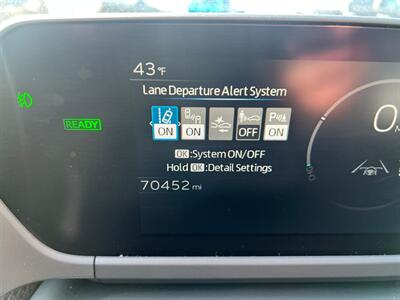 43°F
Lane Departure Alert System
ON ON OFF ON
OK :System ON/OFF
Hold OK :Detail Settings
70452 mi
READY
0